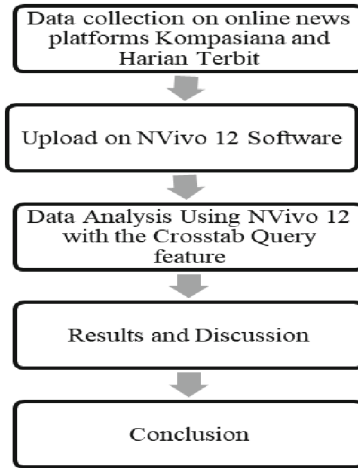 Data collection on online news
platforms Kompasiana and
Harian Terbit
Upload on NVivo 12 Software
Data Analysis Using NVivo 12
with the Crosstab Query
feature
Results and Discussion
Conclusion